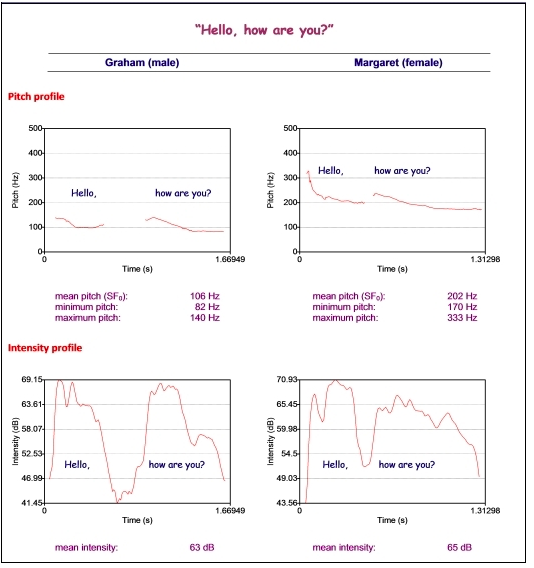 “Hello, how are you?”
Graham (male) Margaret (female)
Pitch profile
500
400
300
200
100
0
Pitch (Hz)
Hello, how are you?
0 1.66949
Time (s)
500
400
300
200
100
0
Pitch (Hz)
Hello, how are you?
0 1.31298
Time (s)
mean pitch (SF₀): 106 Hz
minimum pitch: 82 Hz
maximum pitch: 140 Hz
mean pitch (SF₀): 202 Hz
minimum pitch: 170 Hz
maximum pitch: 333 Hz
Intensity profile
69.15
63.61
58.07
52.53
46.99
41.45
Intensity (dB)
Hello, how are you?
0 1.66949
Time (s)
70.93
65.45
59.98
54.5
49.03
43.56
Intensity (dB)
Hello, how are you?
0 1.31298
Time (s)
mean intensity: 63 dB
mean intensity: 65 dB